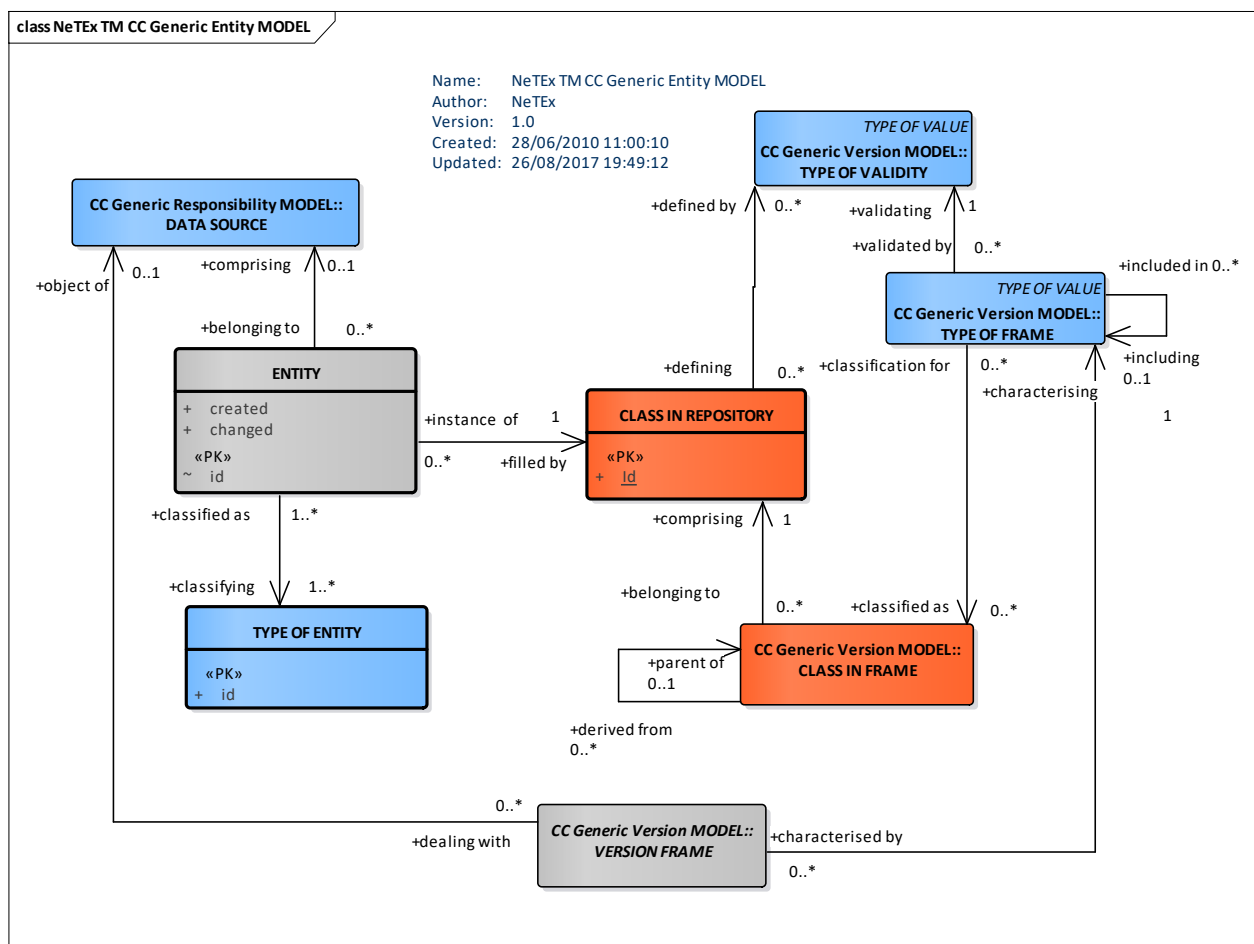 class NeTEx TM CC Generic Entity MODEL
Name: NeTEx TM CC Generic Entity MODEL
Author: NeTEx
Version: 1.0
Created: 28/06/2010 11:00:10
Updated: 26/08/2017 19:49:12
TYPE OF VALUE
CC Generic Version MODEL::
TYPE OF VALIDITY
CC Generic Responsibility MODEL::
DATA SOURCE
+defined by 0..*
+validating 1
+validated by 0..*
+object of 0..1
+comprising 0..1
+belonging to 0..*
TYPE OF VALUE
CC Generic Version MODEL::
TYPE OF FRAME
+included in 0..*
+including
0..1
ENTITY
+ created
+ changed
«PK»
~ id
+defining 0..*
+classification for 0..*
+characterising
1
+instance of 1
0..* +filled by
CLASS IN REPOSITORY
«PK»
+ Id
+classified as 1..*
+comprising 1
+classifying 1..*
+belonging to 0..*
+classified as 0..*
TYPE OF ENTITY
«PK»
+ id
CC Generic Version MODEL::
CLASS IN FRAME
+parent of
0..1
+derived from
0..*
0..*
+dealing with
CC Generic Version MODEL::
VERSION FRAME
+characterised by
0..*